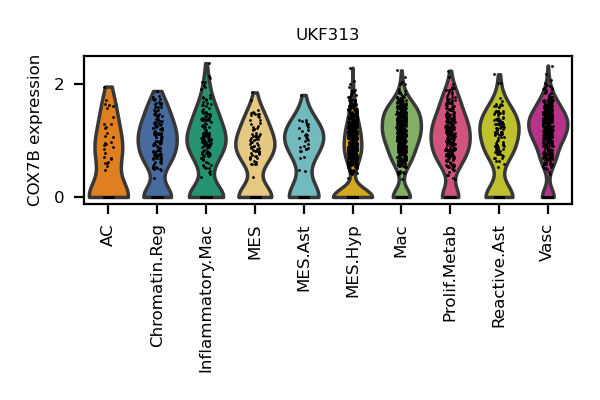 UKF313
COX7B expression
2
0
AC
Chromatin.Reg
Inflammatory.Mac
MES
MES.Ast
MES.Hyp
Mac
Prolif.Metab
Reactive.Ast
Vasc